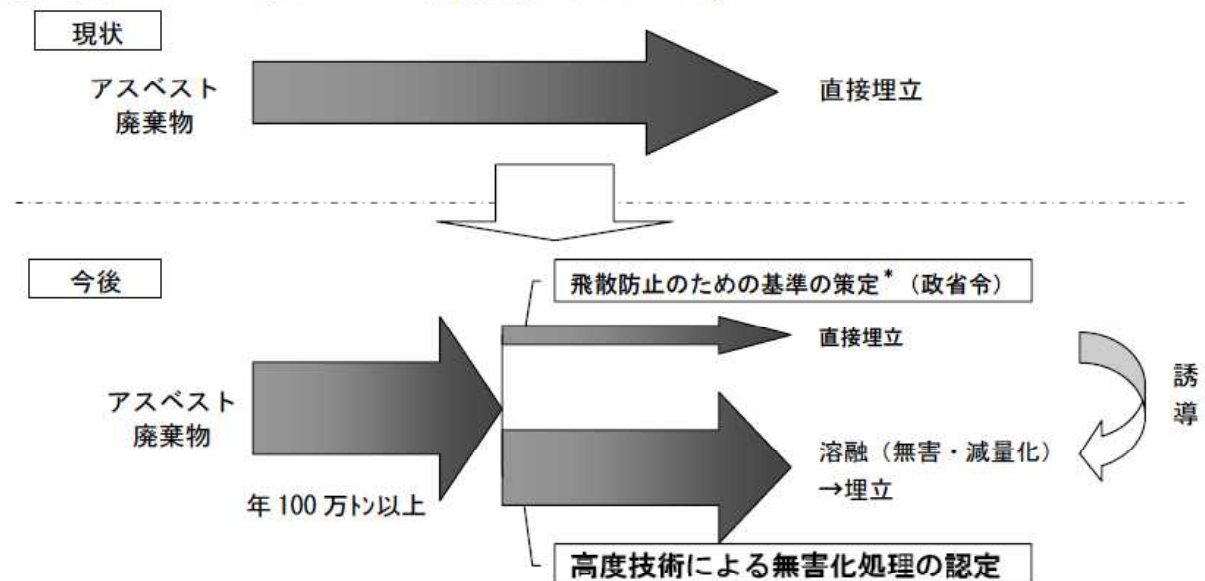 現状
アスベスト
廃棄物
直接埋立
今後
飛散防止のための基準の策定*（政省令）
直接埋立
アスベスト
廃棄物
年100万トン以上
溶融（無害・減量化）
→埋立
誘導
高度技術による無害化処理の認定